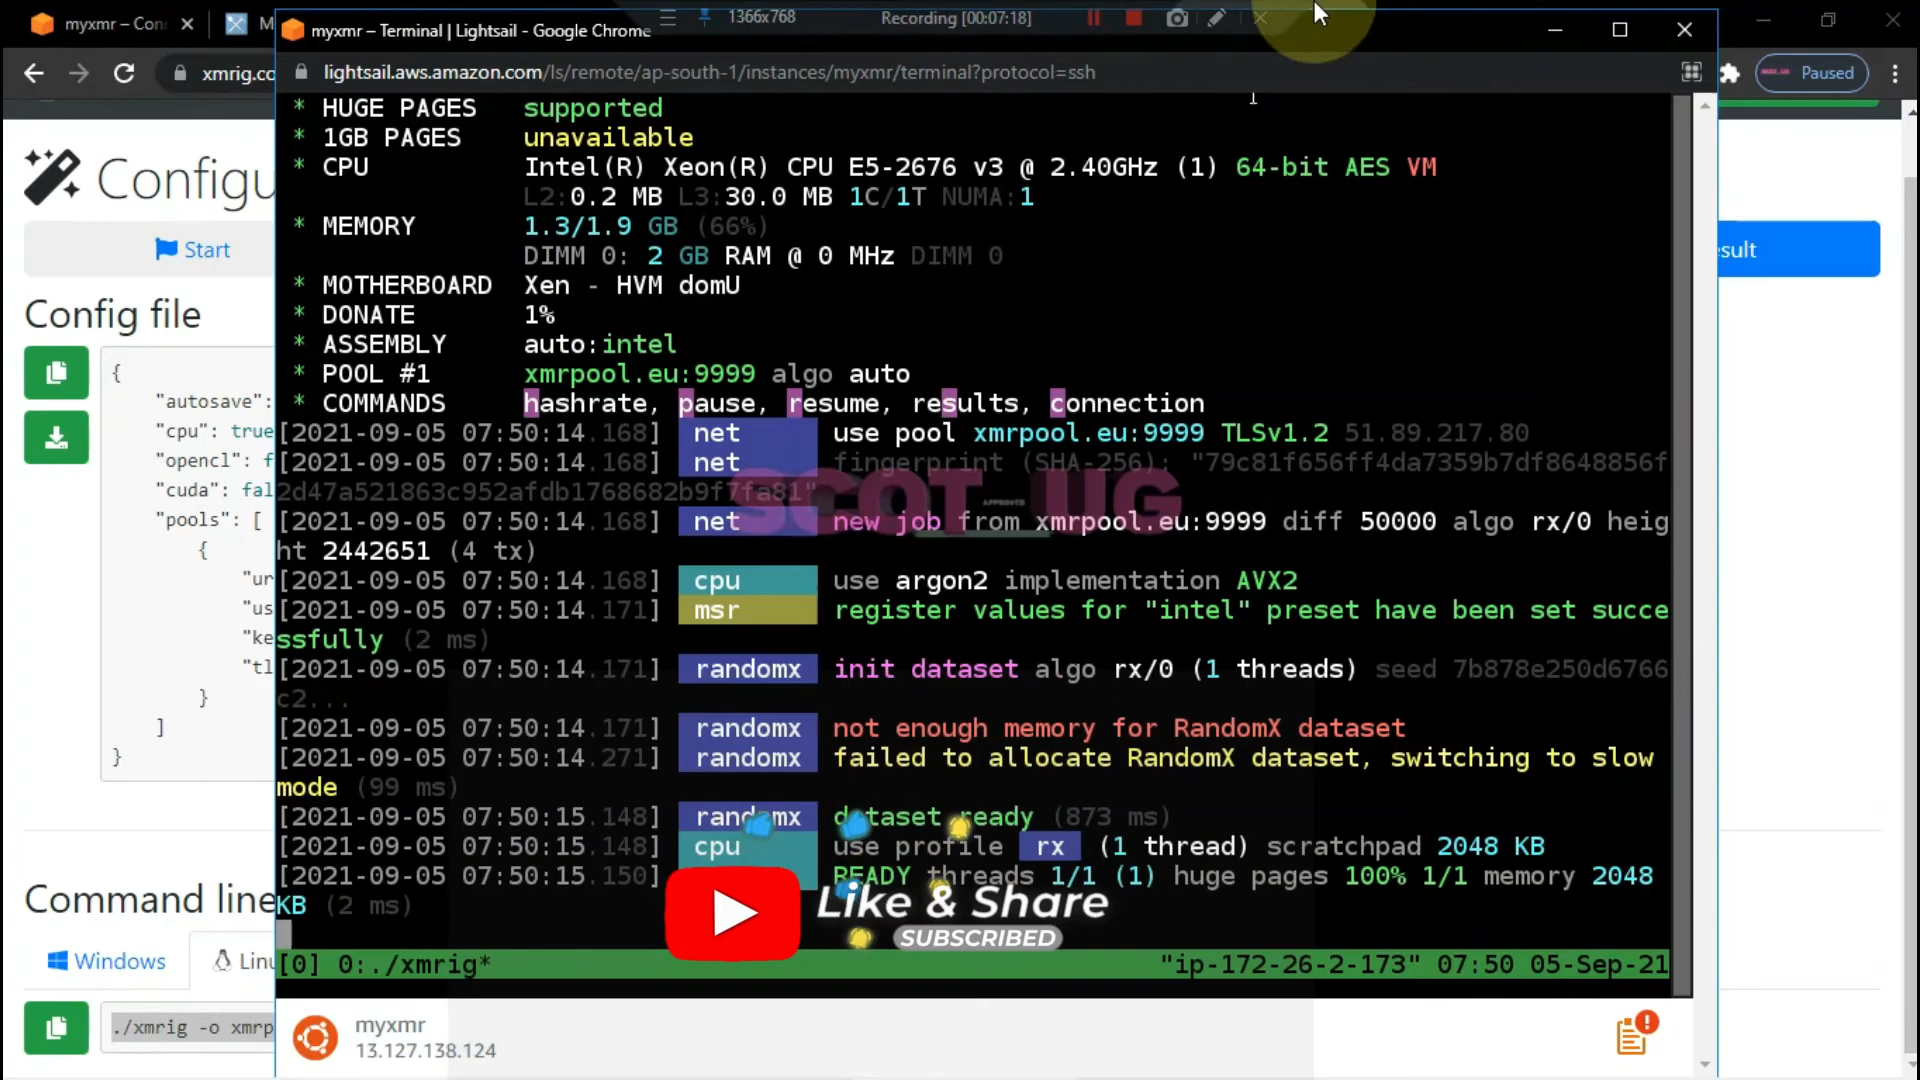 myxmr – Con
M
myxmr – Terminal | Lightsail - Google Chrome
1366x768
Recording [00:07:18]
xmrig.co
lightsail.aws.amazon.com/ls/remote/ap-south-1/instances/myxmr/terminal?protocol=ssh
Paused
Configu
Start
sult
Config file
{
"autosave":
"cpu": true
"opencl": f
"cuda": fal
"pools": [
{
"ur
"us
"ke
"tl
}
]
}
Command line
Windows
Linu
./xmrig -o xmrp
* HUGE PAGES supported
* 1GB PAGES unavailable
* CPU Intel(R) Xeon(R) CPU E5-2676 v3 @ 2.40GHz (1) 64-bit AES VM
L2:0.2 MB L3:30.0 MB 1C/1T NUMA:1
* MEMORY 1.3/1.9 GB (66%)
DIMM 0: 2 GB RAM @ 0 MHz DIMM 0
* MOTHERBOARD Xen - HVM domU
* DONATE 1%
* ASSEMBLY auto:intel
* POOL #1 xmrpool.eu:9999 algo auto
* COMMANDS hashrate, pause, resume, results, connection
[2021-09-05 07:50:14.168] net use pool xmrpool.eu:9999 TLSv1.2 51.89.217.80
[2021-09-05 07:50:14.168] net fingerprint (SHA-256): "79c81f656ff4da7359b7df8648856f
2d47a521863c952afdb1768682b9f7fa81"
SCOT UG
[2021-09-05 07:50:14.168] net new job from xmrpool.eu:9999 diff 50000 algo rx/0 heig
ht 2442651 (4 tx)
[2021-09-05 07:50:14.168] cpu use argon2 implementation AVX2
[2021-09-05 07:50:14.171] msr register values for "intel" preset have been set succe
ssfully (2 ms)
[2021-09-05 07:50:14.171] randomx init dataset algo rx/0 (1 threads) seed 7b878e250d6766
c2...
[2021-09-05 07:50:14.171] randomx not enough memory for RandomX dataset
[2021-09-05 07:50:14.271] randomx failed to allocate RandomX dataset, switching to slow
mode (99 ms)
[2021-09-05 07:50:15.148] randomx dataset ready (873 ms)
[2021-09-05 07:50:15.148] cpu use profile rx (1 thread) scratchpad 2048 KB
[2021-09-05 07:50:15.150] READY threads 1/1 (1) huge pages 100% 1/1 memory 2048
KB (2 ms)
Like & Share
SUBSCRIBED
[0] 0:./xmrig* "ip-172-26-2-173" 07:50 05-Sep-21
myxmr
13.127.138.124